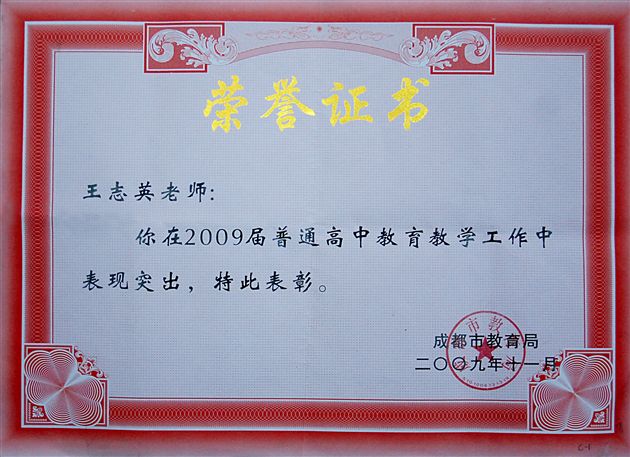 荣誉证书
王志英老师：
你在2009届普通高中教育教学工作中
表现突出，特此表彰。
成都市教育局
二〇〇九年十一月